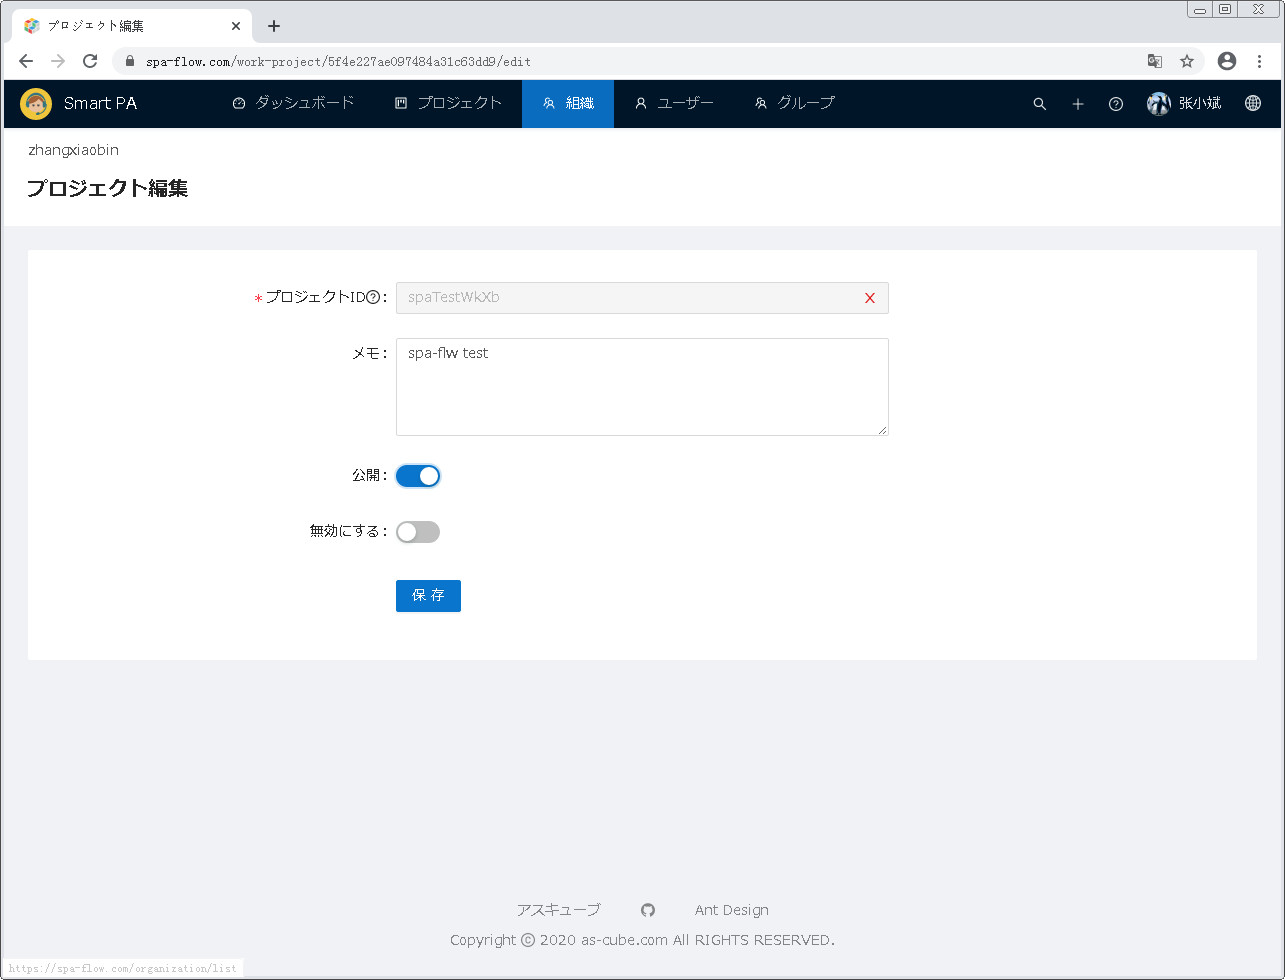 プロジェクト編集
spa-flow.com/work-project/5f4e227ae097484a31c63dd9/edit
Smart PA ダッシュボード プロジェクト 組織 ユーザー グループ 张小斌
zhangxiaobin
プロジェクト編集
* プロジェクトID : spaTestWkXb X
メモ : spa-flw test
公開 :
無効にする :
保 存
アスキューブ Ant Design
Copyright © 2020 as-cube.com All RIGHTS RESERVED.
https://spa-flow.com/organization/list